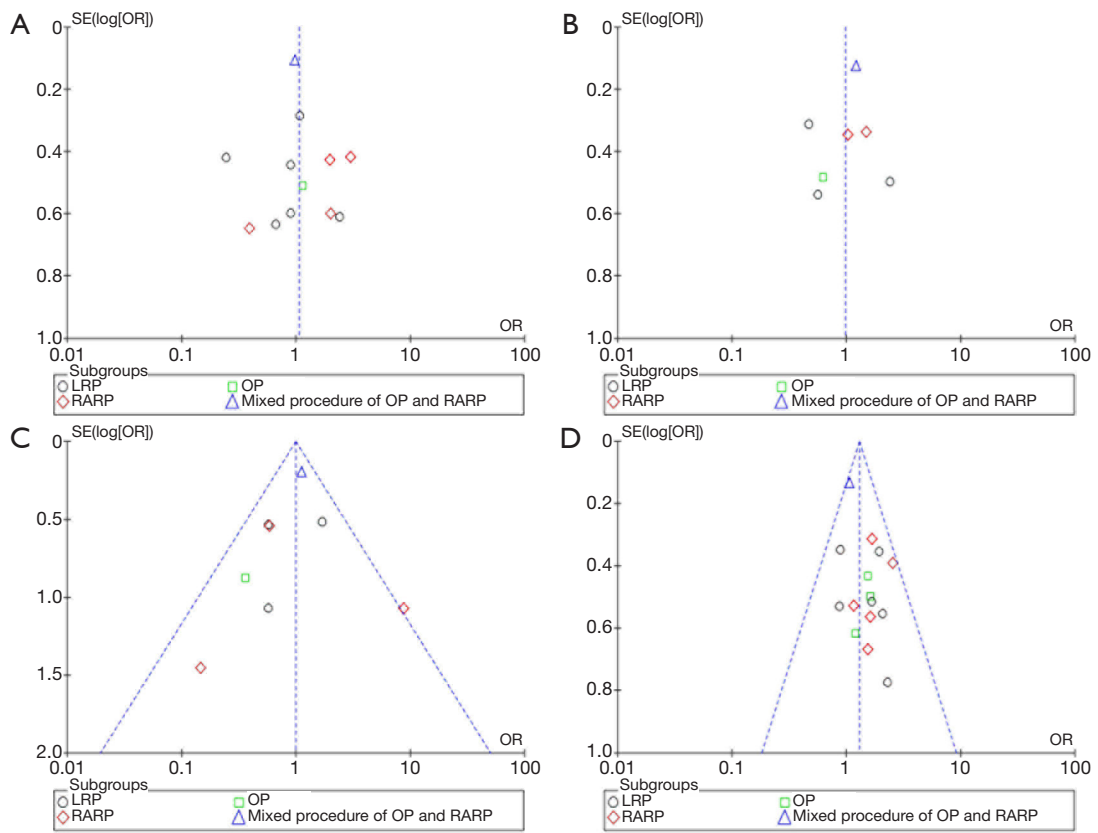 A
SE(log[OR])
0
0.2
0.4
0.6
0.8
1.0
OR
0.01 0.1 1 10 100
Subgroups
LRP OP
RARP Mixed procedure of OP and RARP
B
SE(log[OR])
0
0.2
0.4
0.6
0.8
1.0
OR
0.01 0.1 1 10 100
Subgroups
LRP OP
RARP Mixed procedure of OP and RARP
C
SE(log[OR])
0
0.5
1.0
1.5
2.0
OR
0.01 0.1 1 10 100
Subgroups
LRP OP
RARP Mixed procedure of OP and RARP
D
SE(log[OR])
0
0.2
0.4
0.6
0.8
1.0
OR
0.01 0.1 1 10 100
Subgroups
LRP OP
RARP Mixed procedure of OP and RARP